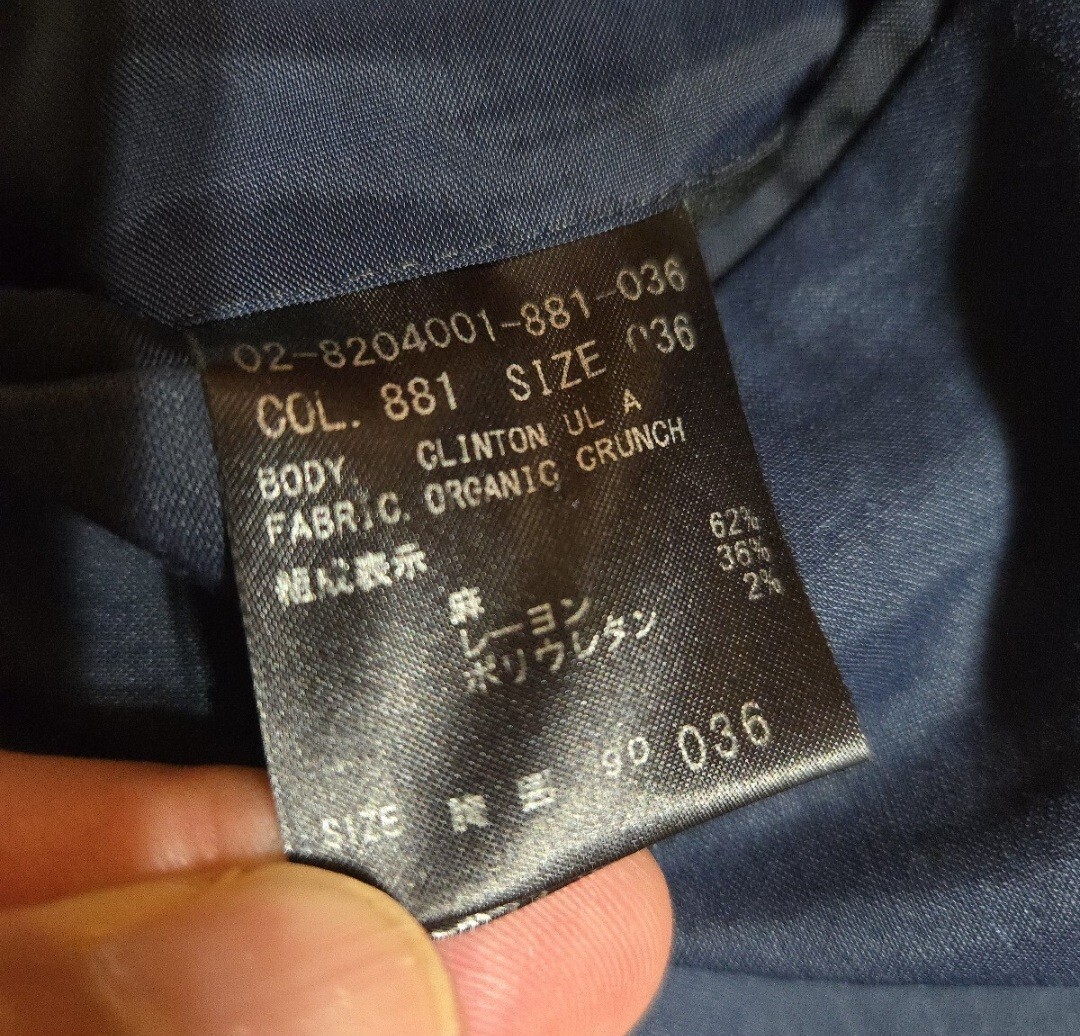 02-8204001-881-036
COL. 881 SIZE 036
BODY. CLINTON UL A
FABRIC. ORGANIC CRUNCH
組成表示
麻 62%
レーヨン 36%
ポリウレタン 2%
SIZE 036